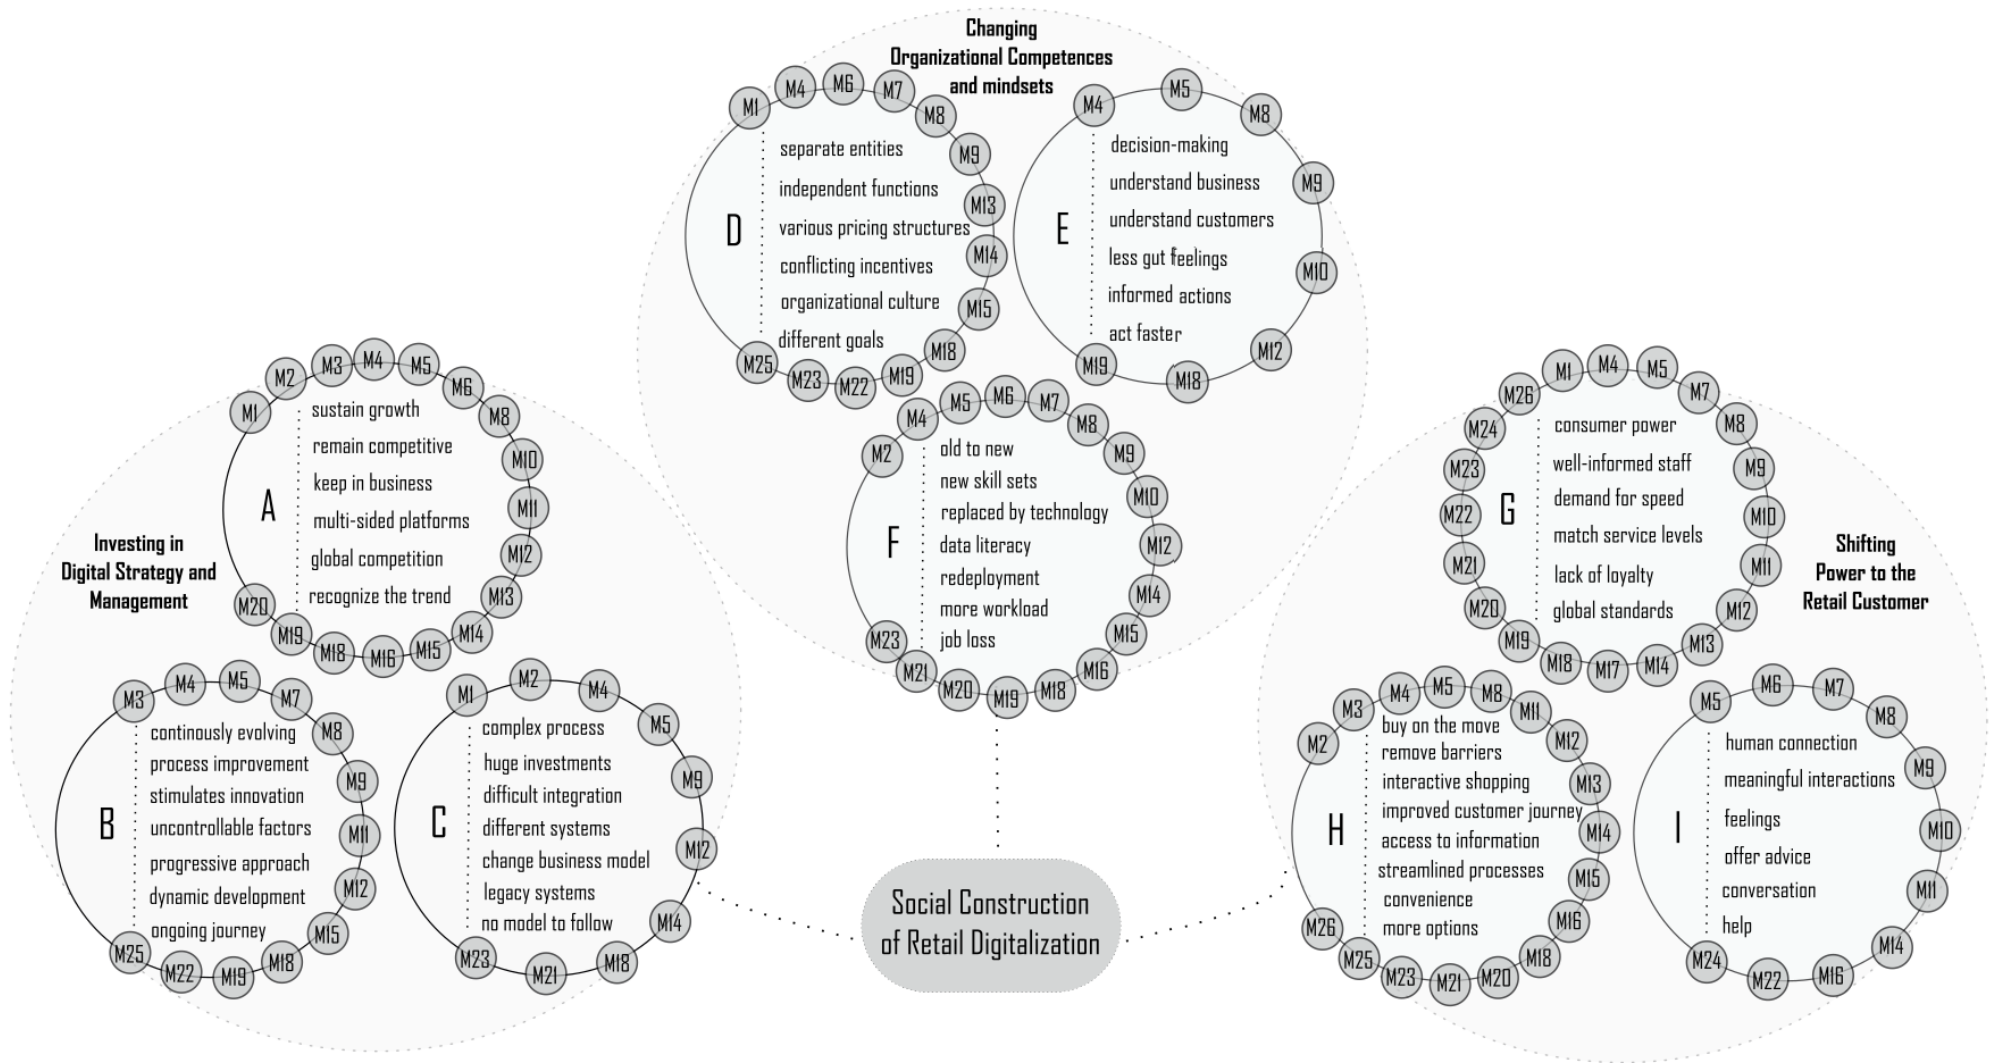 Changing
Organizational Competences
and mindsets
M1
M4
M6
M7
M8
M9
M13
M14
M15
M18
M19
M22
M23
M25
D
separate entities
independent functions
various pricing structures
conflicting incentives
organizational culture
different goals
M4
M5
M8
M9
M10
M12
M18
M19
E
decision-making
understand business
understand customers
less gut feelings
informed actions
act faster
M2
M4
M5
M6
M7
M8
M9
M10
M12
M14
M15
M16
M18
M19
M20
M21
M23
F
old to new
new skill sets
replaced by technology
data literacy
redeployment
more workload
job loss
Investing in
Digital Strategy and
Management
M1
M2
M3
M4
M5
M6
M8
M10
M11
M12
M13
M14
M15
M16
M18
M19
M20
A
sustain growth
remain competitive
keep in business
multi-sided platforms
global competition
recognize the trend
M3
M4
M5
M7
M8
M9
M11
M12
M15
M18
M19
M22
M25
B
continously evolving
process improvement
stimulates innovation
uncontrollable factors
progressive approach
dynamic development
ongoing journey
M1
M2
M4
M5
M9
M12
M14
M18
M21
M23
C
complex process
huge investments
difficult integration
different systems
change business model
legacy systems
no model to follow
Social Construction
of Retail Digitalization
Shifting
Power to the
Retail Customer
M1
M4
M5
M7
M8
M9
M10
M11
M12
M13
M14
M17
M18
M19
M20
M21
M22
M23
M24
M26
G
consumer power
well-informed staff
demand for speed
match service levels
lack of loyalty
global standards
M2
M3
M4
M5
M8
M11
M12
M13
M14
M15
M16
M18
M20
M21
M23
M25
M26
H
buy on the move
remove barriers
interactive shopping
improved customer journey
access to information
streamlined processes
convenience
more options
M5
M6
M7
M8
M9
M10
M11
M14
M16
M22
M24
I
human connection
meaningful interactions
feelings
offer advice
conversation
help